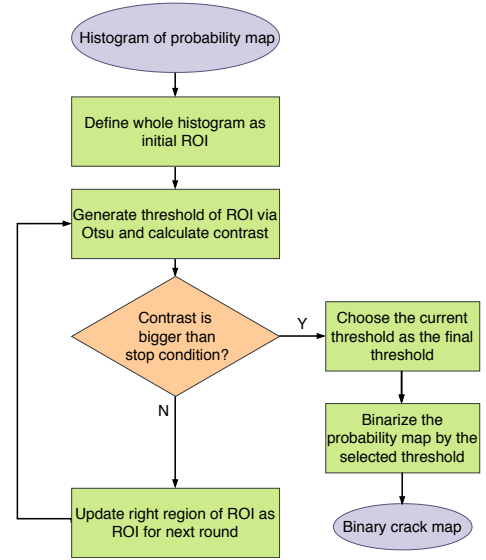 Histogram of probability map
Define whole histogram as
initial ROI
Generate threshold of ROI via
Otsu and calculate contrast
Contrast is
bigger than
stop condition?
Y
Choose the current
threshold as the final
threshold
N
Binarize the
probability map by the
selected threshold
Update right region of ROI as
ROI for next round
Binary crack map